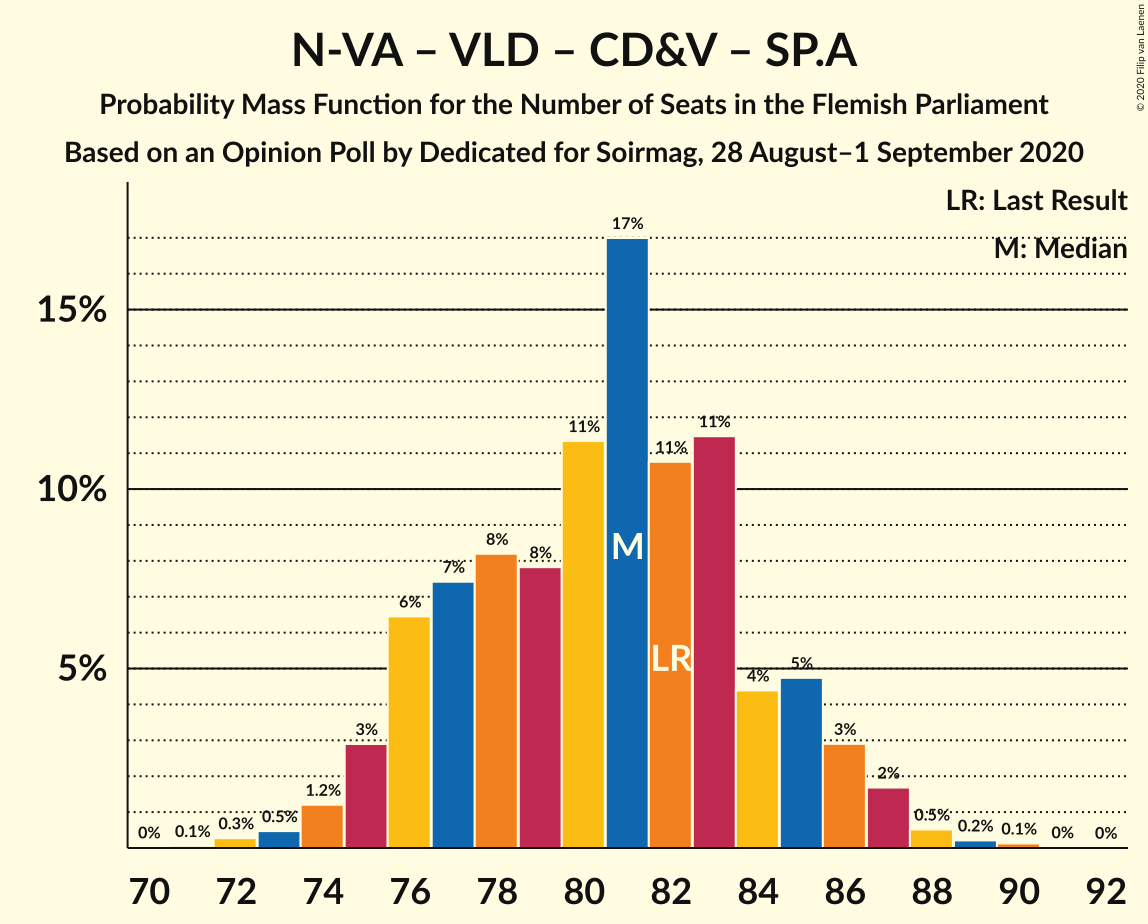 N-VA – VLD – CD&V – SP.A
Probability Mass Function for the Number of Seats in the Flemish Parliament
Based on an Opinion Poll by Dedicated for Soirmag, 28 August–1 September 2020
© 2020 Filip van Laenen
LR: Last Result
M: Median
15%
10%
5%
0%
0.1%
0.3%
0.5%
1.2%
3%
6%
7%
8%
8%
11%
17%
11%
11%
4%
5%
3%
2%
0.5%
0.2%
0.1%
0%
0%
M
LR
70 72 74 76 78 80 82 84 86 88 90 92